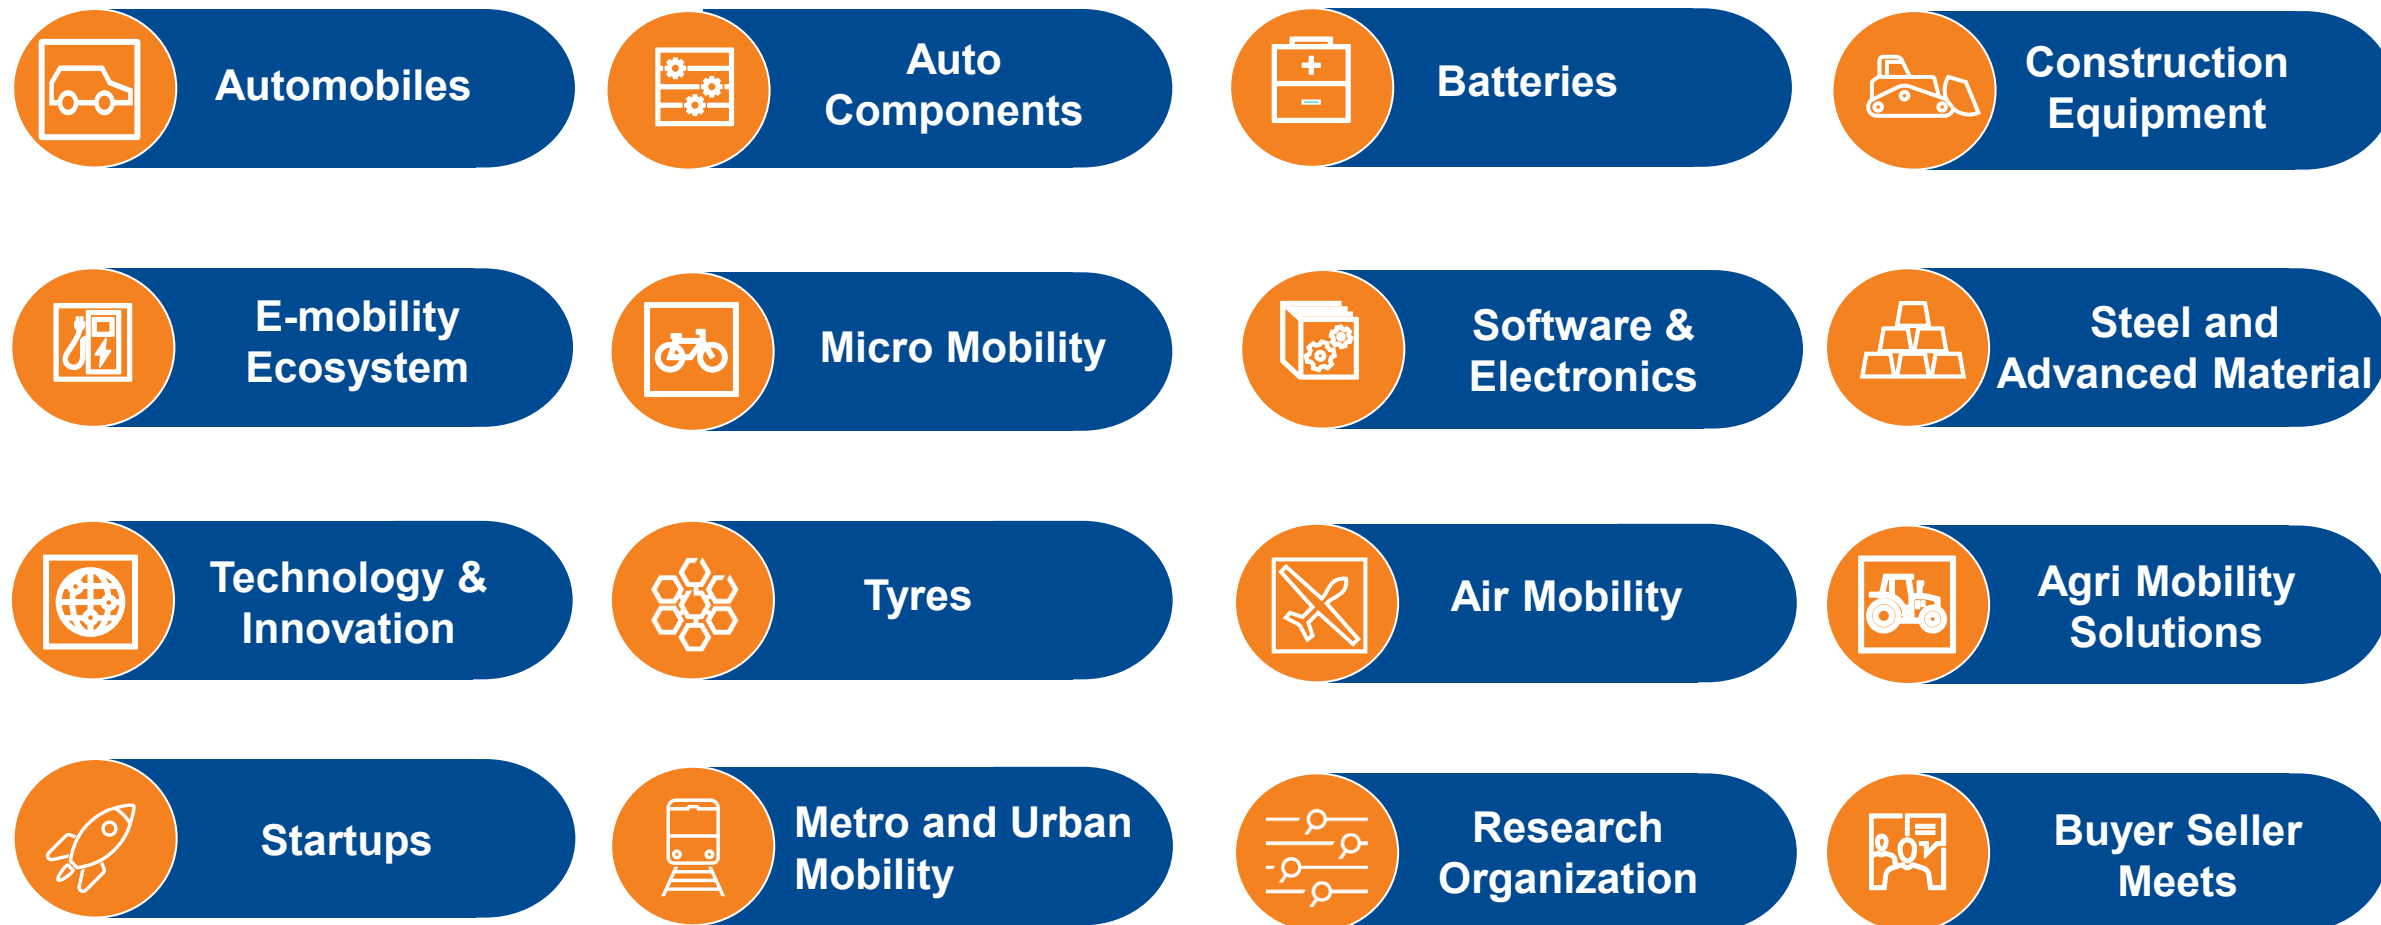 Automobiles
Auto
Components
Batteries
Construction
Equipment
E-mobility
Ecosystem
Micro Mobility
Software &
Electronics
Steel and
Advanced Material
Technology &
Innovation
Tyres
Air Mobility
Agri Mobility
Solutions
Startups
Metro and Urban
Mobility
Research
Organization
Buyer Seller
Meets